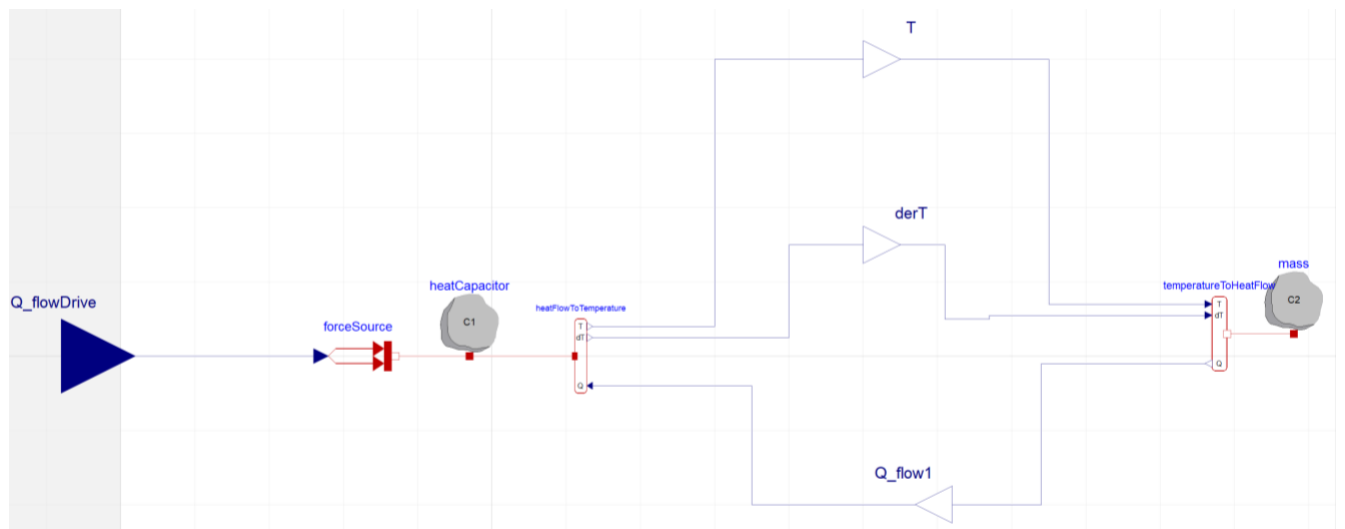 T
derT
mass
heatCapacitor
temperatureToHeatFlow
Q_flowDrive
C2
heatFlowToTemperature
T
dT
C1
forceSource
T
dT
Q
Q
Q_flow1